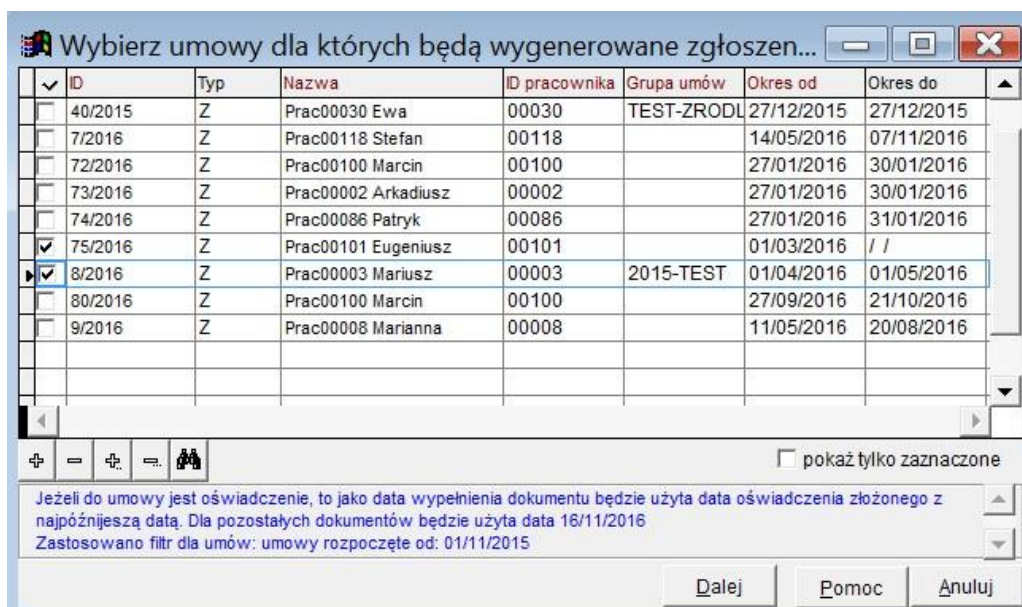 Wybierz umowy dla których będą wygenerowane zgłoszen...
ID Typ Nazwa ID pracownika Grupa umów Okres od Okres do
40/2015 Z Prac00030 Ewa 00030 TEST-ZRODL 27/12/2015 27/12/2015
7/2016 Z Prac00118 Stefan 00118 14/05/2016 07/11/2016
72/2016 Z Prac00100 Marcin 00100 27/01/2016 30/01/2016
73/2016 Z Prac00002 Arkadiusz 00002 27/01/2016 30/01/2016
74/2016 Z Prac00086 Patryk 00086 27/01/2016 31/01/2016
75/2016 Z Prac00101 Eugeniusz 00101 01/03/2016 / /
8/2016 Z Prac00003 Mariusz 00003 2015-TEST 01/04/2016 01/05/2016
80/2016 Z Prac00100 Marcin 00100 27/09/2016 21/10/2016
9/2016 Z Prac00008 Marianna 00008 11/05/2016 20/08/2016
pokaż tylko zaznaczone
Jeżeli do umowy jest oświadczenie, to jako data wypełnienia dokumentu będzie użyta data oświadczenia złożonego z
najpóźnijeszą datą. Dla pozostałych dokumentów będzie użyta data 16/11/2016
Zastosowano filtr dla umów: umowy rozpoczęte od: 01/11/2015
Dalej Pomoc Anuluj